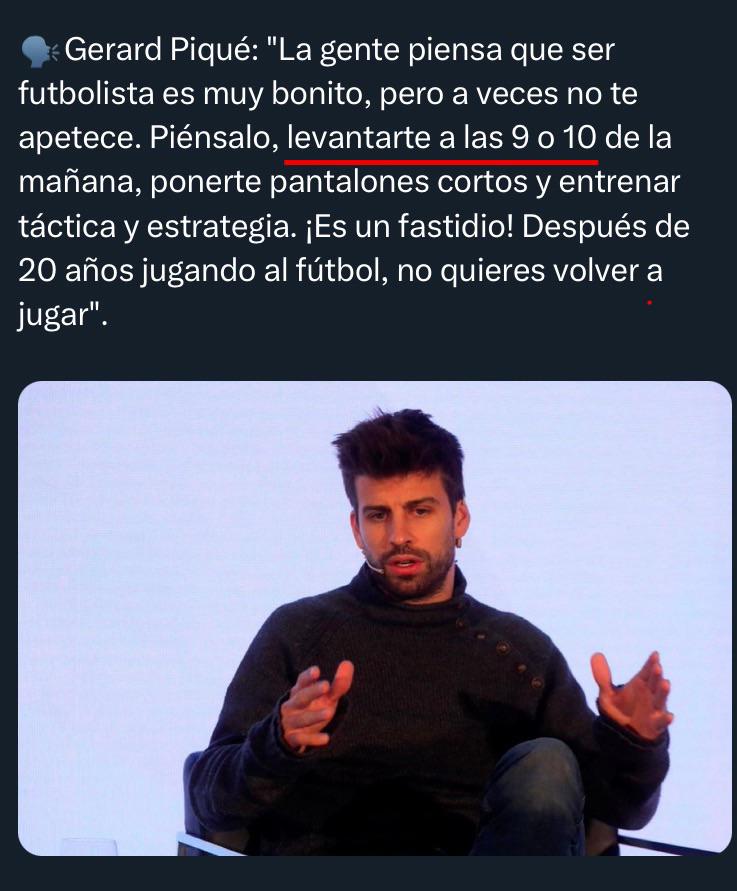 🗣️Gerard Piqué: "La gente piensa que ser
futbolista es muy bonito, pero a veces no te
apetece. Piénsalo, levantarte a las 9 o 10 de la
mañana, ponerte pantalones cortos y entrenar
táctica y estrategia. ¡Es un fastidio! Después de
20 años jugando al fútbol, no quieres volver a
jugar".